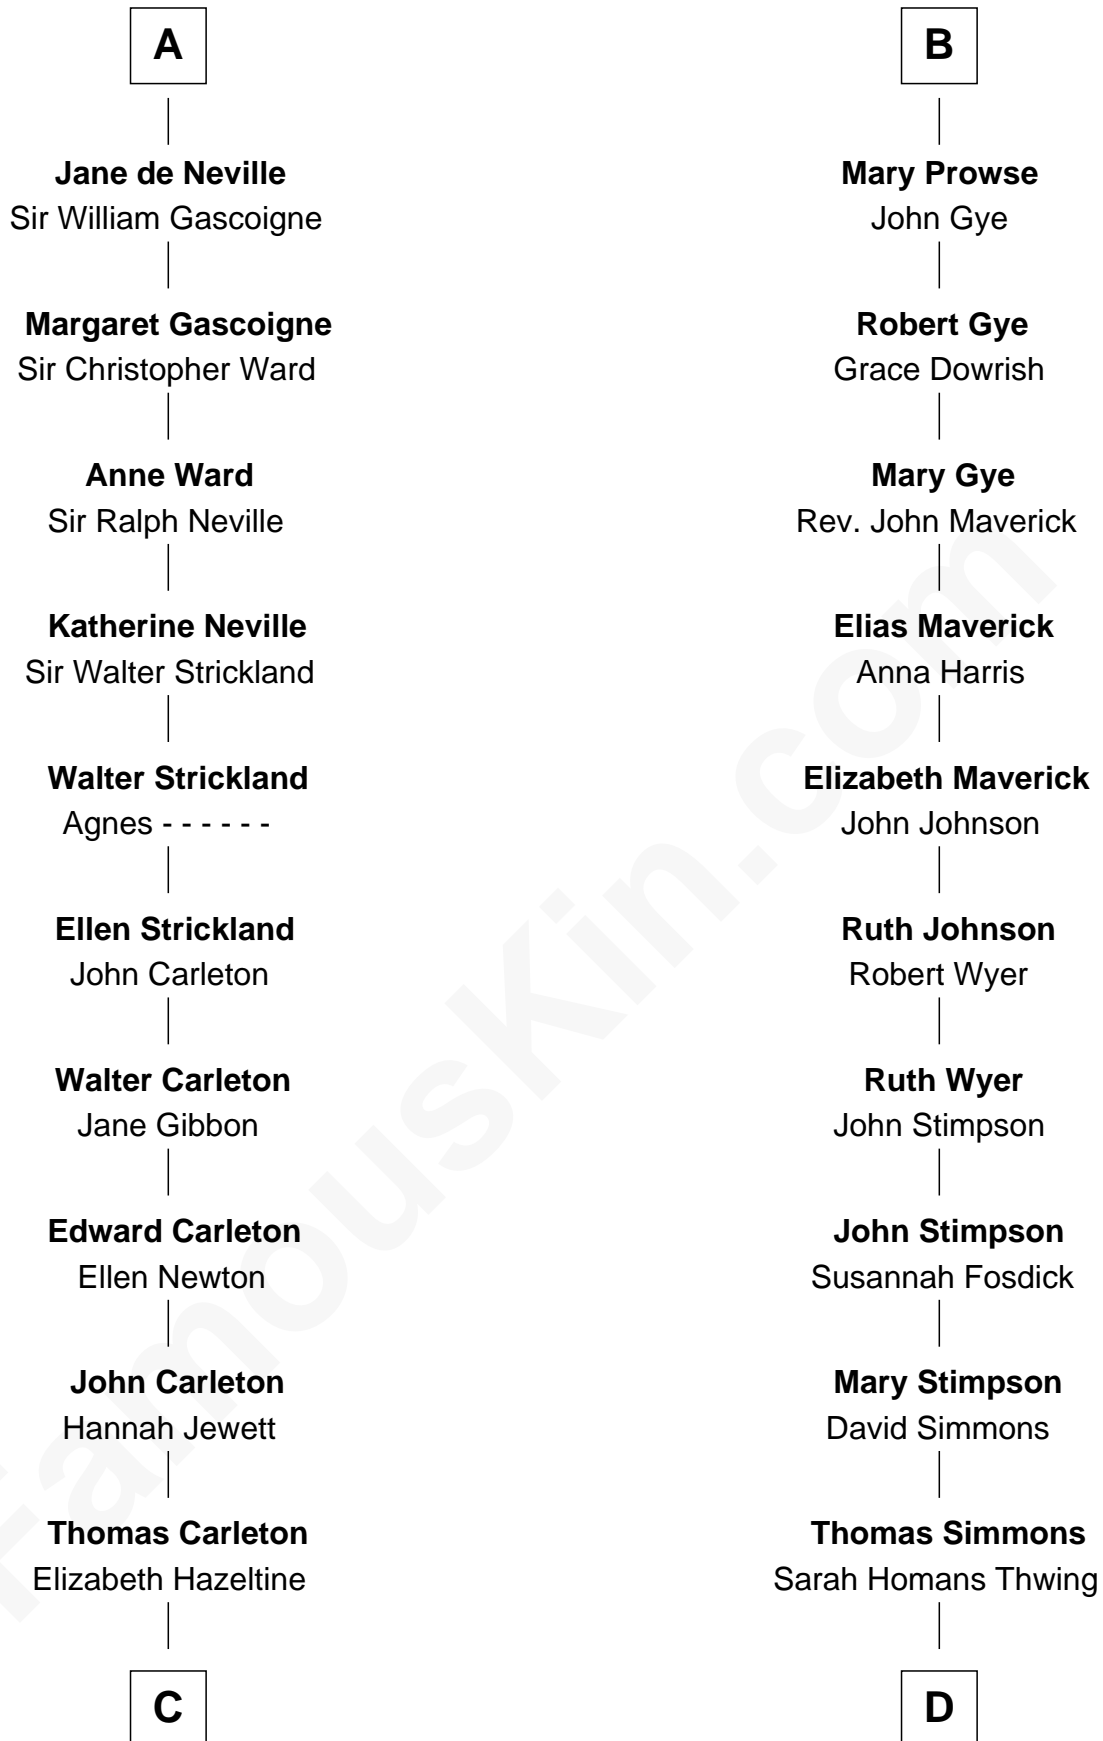 A
Jane de Neville
Sir William Gascoigne
Margaret Gascoigne
Sir Christopher Ward
Anne Ward
Sir Ralph Neville
Katherine Neville
Sir Walter Strickland
Walter Strickland
Agnes - - - - - -
Ellen Strickland
John Carleton
Walter Carleton
Jane Gibbon
Edward Carleton
Ellen Newton
John Carleton
Hannah Jewett
Thomas Carleton
Elizabeth Hazeltine
C
B
Mary Prowse
John Gye
Robert Gye
Grace Dowrish
Mary Gye
Rev. John Maverick
Elias Maverick
Anna Harris
Elizabeth Maverick
John Johnson
Ruth Johnson
Robert Wyer
Ruth Wyer
John Stimpson
John Stimpson
Susannah Fosdick
Mary Stimpson
David Simmons
Thomas Simmons
Sarah Homans Thwing
D
FamousKin.com